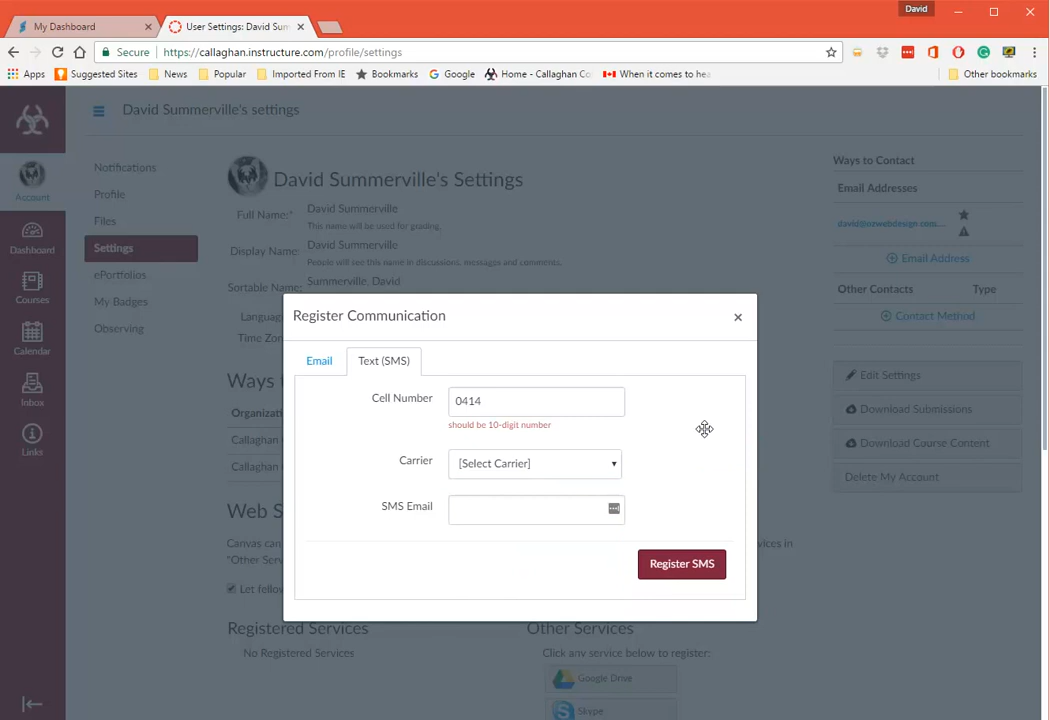 David
My Dashboard
User Settings: David Sum
Secure https://callaghan.instructure.com/profile/settings
Apps Suggested Sites News Popular Imported From IE Bookmarks Google Home - Callaghan Co When it comes to hea Other bookmarks
David Summerville's settings
Account
Dashboard
Courses
Calendar
Inbox
Links
Notifications
Profile
Files
Settings
ePortfolios
My Badges
Observing
David Summerville's Settings
Full Name:* David Summerville
This name will be used for grading.
Display Name: David Summerville
People will see this name in discussions, messages and comments.
Sortable Name: Summerville, David
Languag
Time Zon
Ways
Organizati
Callaghan
Callaghan
Web S
Canvas can
"Other Serv
vices in
Let fellov
Registered Services
No Registered Services
Other Services
Click any service below to register:
Google Drive
Skype
Register Communication
Email Text (SMS)
Cell Number 0414
should be 10-digit number
Carrier [Select Carrier]
SMS Email
Register SMS
Ways to Contact
Email Addresses
david@ozwebdesign.com....
Email Address
Other Contacts Type
Contact Method
Edit Settings
Download Submissions
Download Course Content
Delete My Account